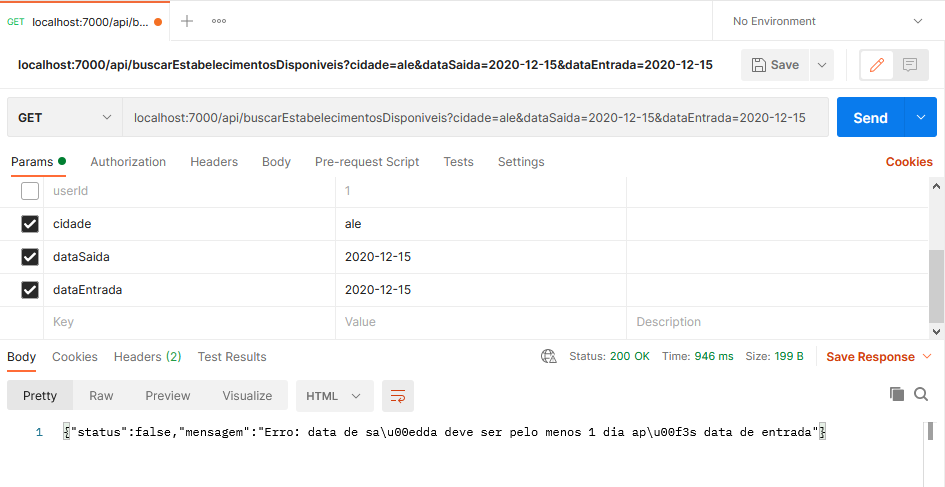 GET localhost:7000/api/b... + ooo No Environment
localhost:7000/api/buscarEstabelecimentosDisponiveis?cidade=ale&dataSaida=2020-12-15&dataEntrada=2020-12-15 Save
GET localhost:7000/api/buscarEstabelecimentosDisponiveis?cidade=ale&dataSaida=2020-12-15&dataEntrada=2020-12-15 Send
Params Authorization Headers Body Pre-request Script Tests Settings Cookies
userId 1
cidade ale
dataSaida 2020-12-15
dataEntrada 2020-12-15
Key Value Description
Body Cookies Headers (2) Test Results Status: 200 OK Time: 946 ms Size: 199 B Save Response
Pretty Raw Preview Visualize HTML
1 {"status":false,"mensagem":"Erro: data de sa\u00edda deve ser pelo menos 1 dia ap\u00f3s data de entrada"}